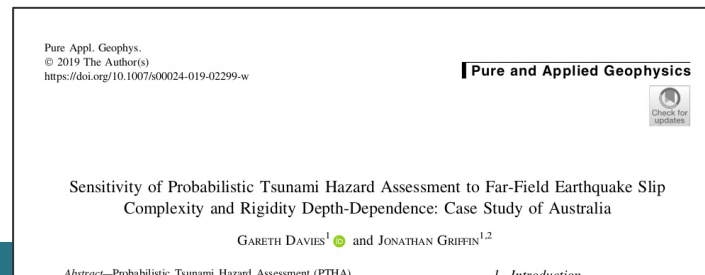 Pure Appl. Geophys.
© 2019 The Author(s)
https://doi.org/10.1007/s00024-019-02299-w
Pure and Applied Geophysics
Check for
updates
Sensitivity of Probabilistic Tsunami Hazard Assessment to Far-Field Earthquake Slip
Complexity and Rigidity Depth-Dependence: Case Study of Australia
GARETH DAVIES1 iD and JONATHAN GRIFFIN1,2
Abstract—Probabilistic Tsunami Hazard Assessment (PTHA)
1. Introduction